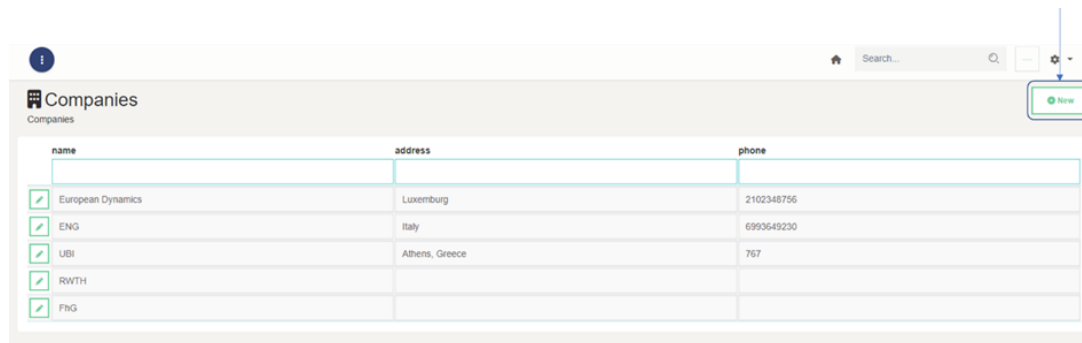 Search...
Companies
New
Companies
name address phone
European Dynamics Luxemburg 2102348756
ENG Italy 6993649230
UBI Athens, Greece 767
RWTH
FhG